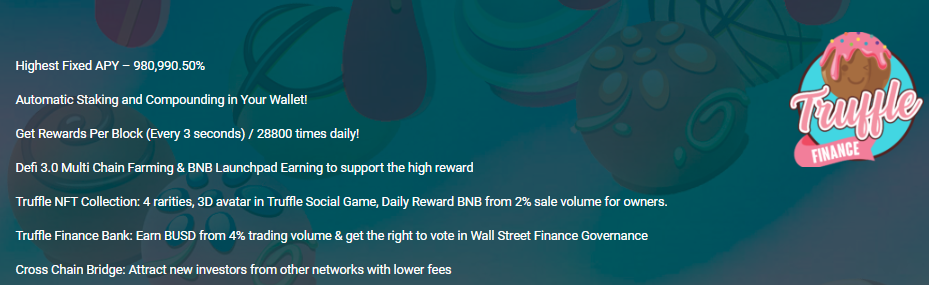 Highest Fixed APY – 980,990.50%
Automatic Staking and Compounding in Your Wallet!
Get Rewards Per Block (Every 3 seconds) / 28800 times daily!
Defi 3.0 Multi Chain Farming & BNB Launchpad Earning to support the high reward
Truffle NFT Collection: 4 rarities, 3D avatar in Truffle Social Game, Daily Reward BNB from 2% sale volume for owners.
Truffle Finance Bank: Earn BUSD from 4% trading volume & get the right to vote in Wall Street Finance Governance
Cross Chain Bridge: Attract new investors from other networks with lower fees
Truffle
FINANCE